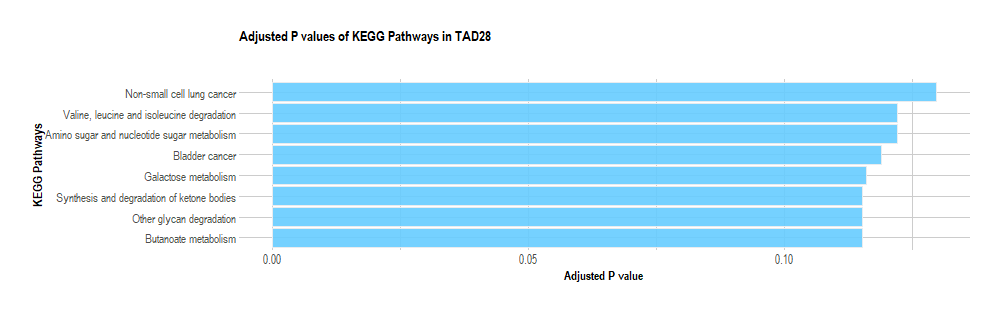 Adjusted P values of KEGG Pathways in TAD28
KEGG Pathways
Non-small cell lung cancer
Valine, leucine and isoleucine degradation
Amino sugar and nucleotide sugar metabolism
Bladder cancer
Galactose metabolism
Synthesis and degradation of ketone bodies
Other glycan degradation
Butanoate metabolism
0.00 0.05 0.10
Adjusted P value